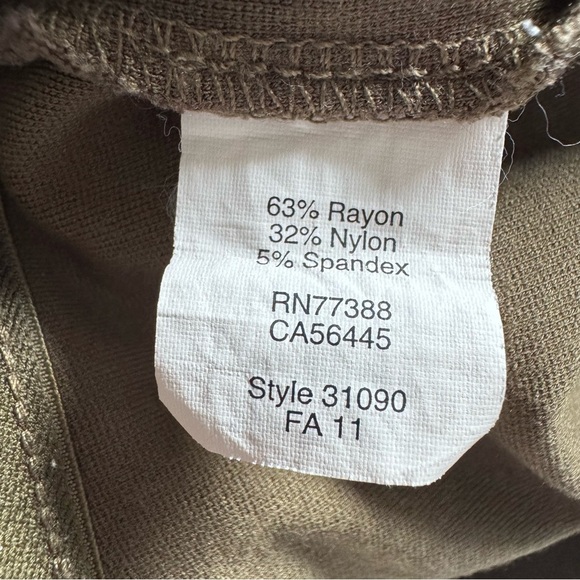 63% Rayon
32% Nylon
5% Spandex
RN77388
CA56445
Style 31090
FA 11